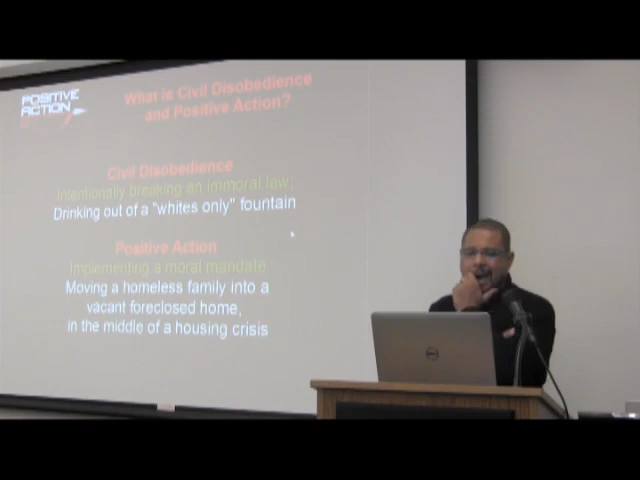 POSITIVE
ACTION
What is Civil Disobedience
and Positive Action?
Civil Disobedience
Intentionally breaking an immoral law;
Drinking out of a "whites only" fountain
Positive Action
Implementing a moral mandate
Moving a homeless family into a
vacant foreclosed home,
in the middle of a housing crisis
DELL